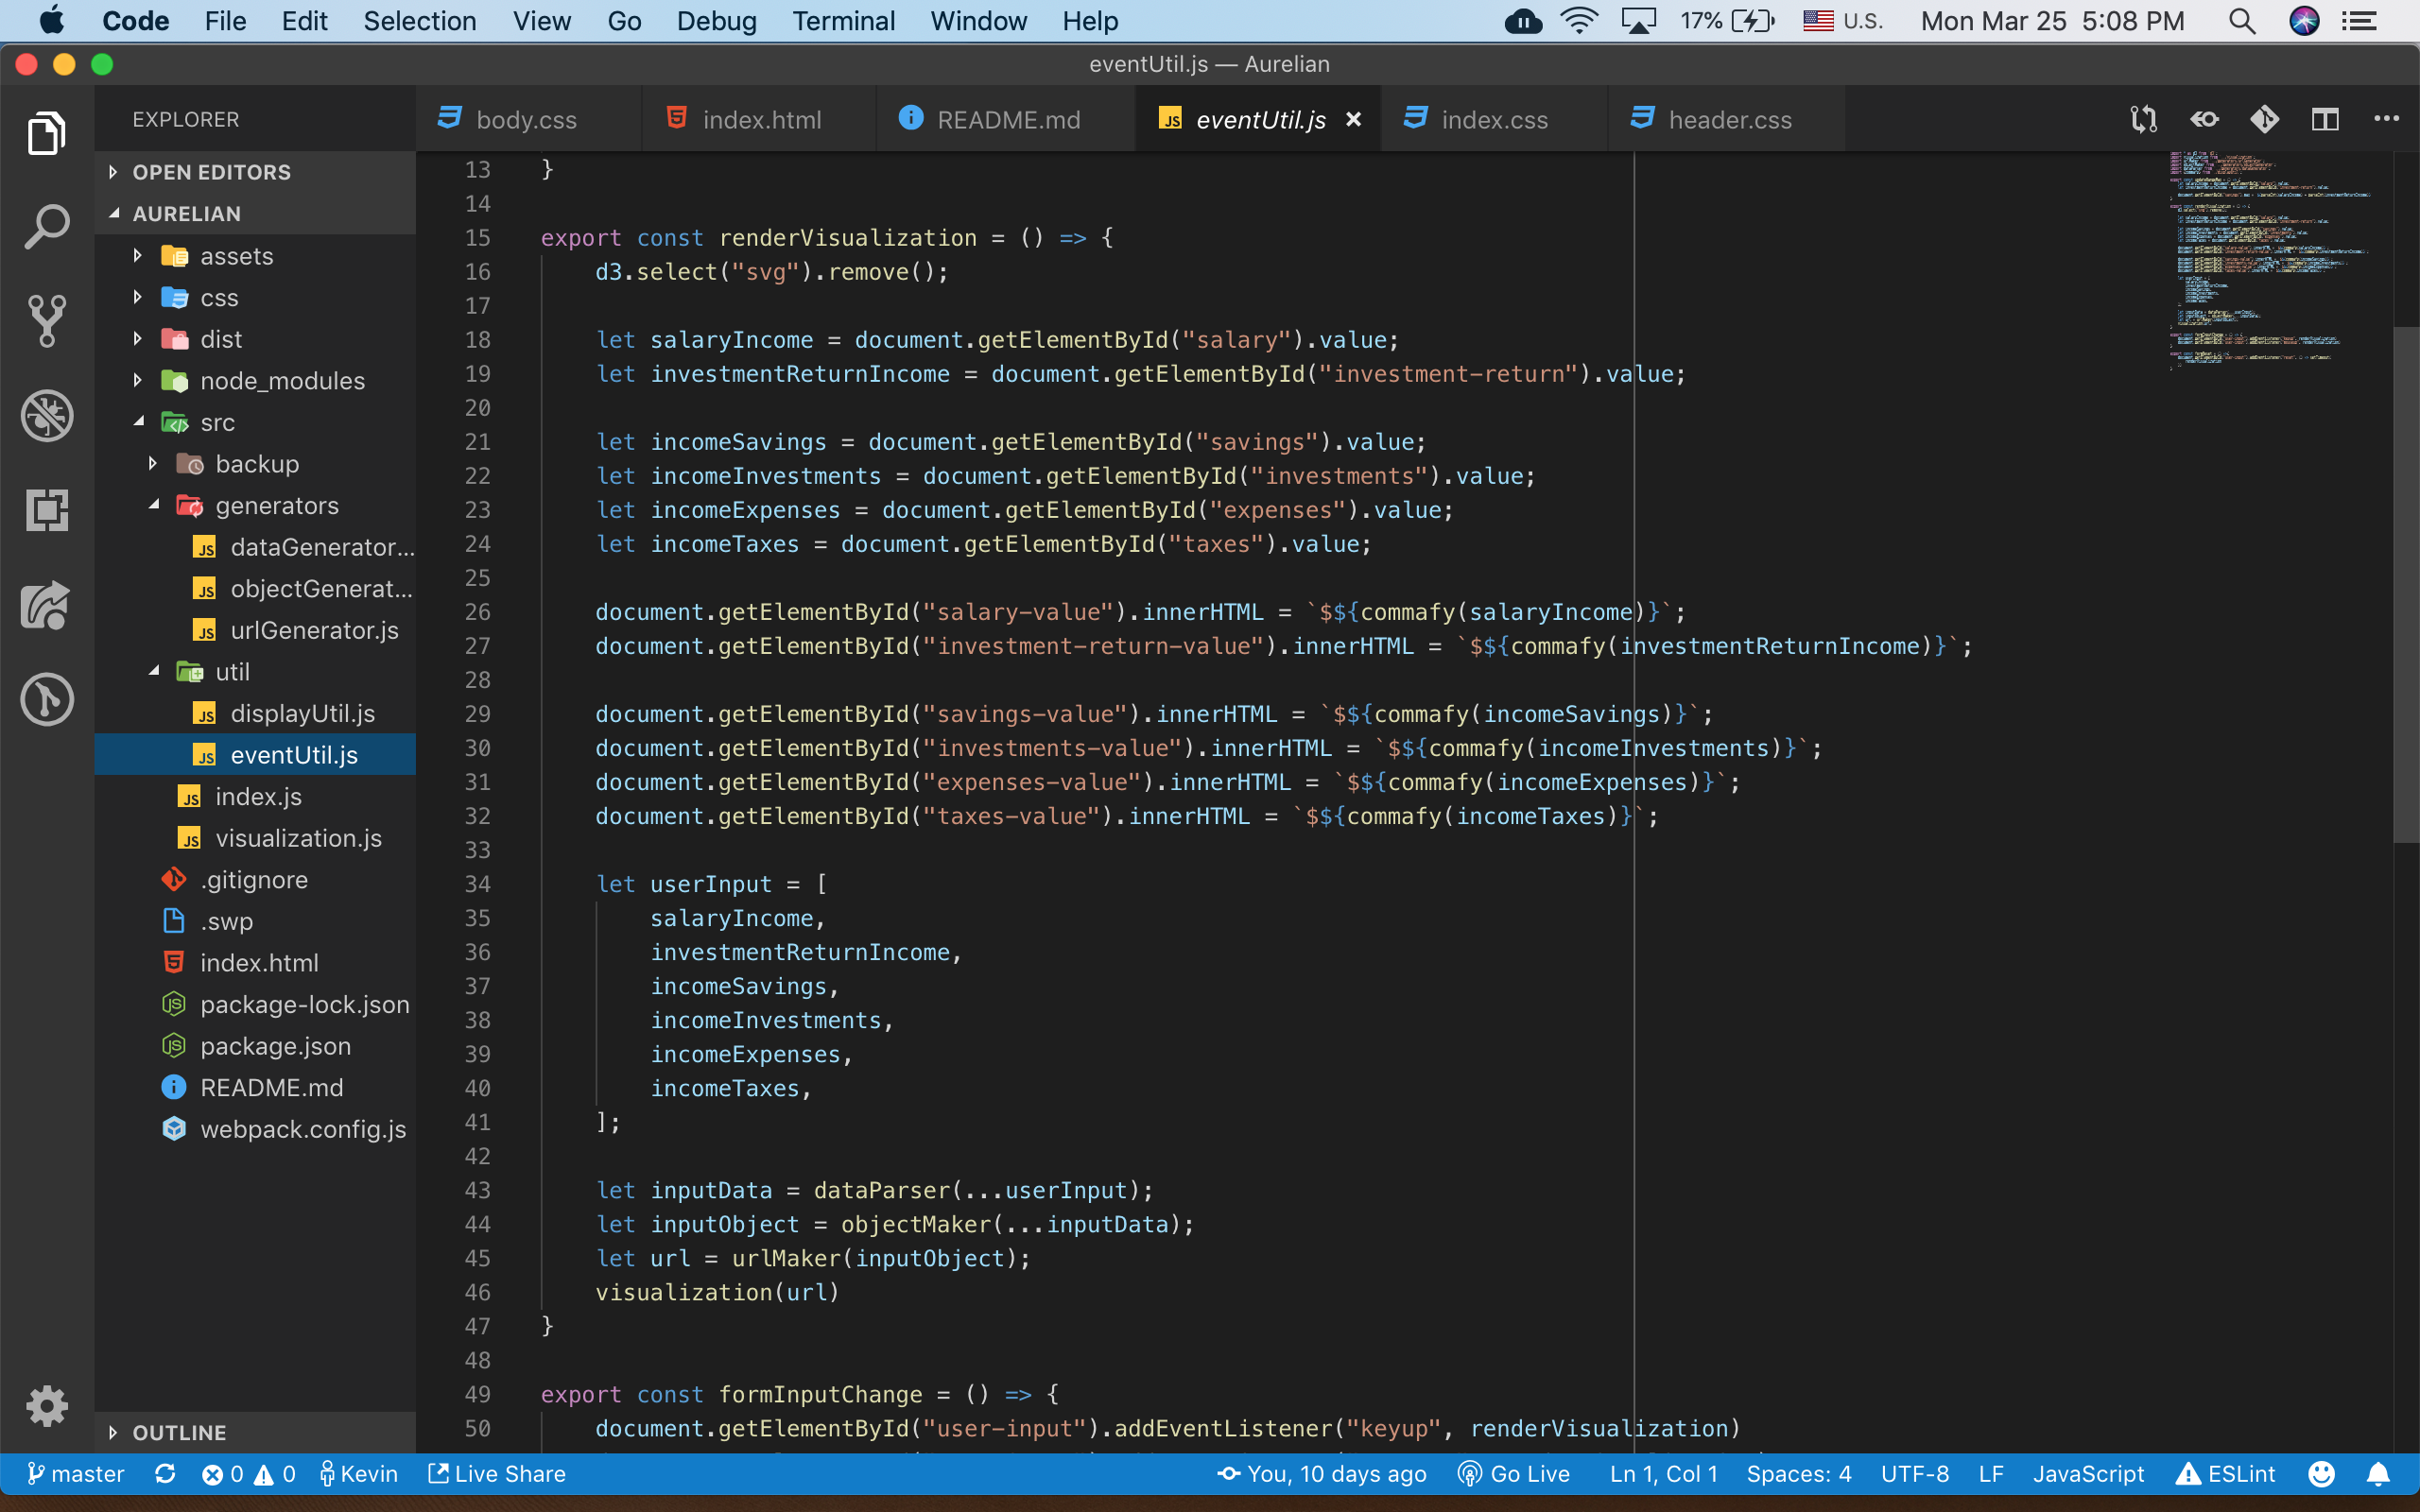 Code File Edit Selection View Go Debug Terminal Window Help 17% U.S. Mon Mar 25 5:08 PM
eventUtil.js — Aurelian
EXPLORER
body.css index.html README.md eventUtil.js × index.css header.css
OPEN EDITORS
AURELIAN
assets
css
dist
node_modules
src
backup
generators
JS dataGenerator...
JS objectGenerat...
JS urlGenerator.js
util
JS displayUtil.js
JS eventUtil.js
JS index.js
JS visualization.js
.gitignore
.swp
index.html
package-lock.json
package.json
README.md
webpack.config.js
OUTLINE
13 }
14
15 export const renderVisualization = () => {
16 d3.select("svg").remove();
17
18 let salaryIncome = document.getElementById("salary").value;
19 let investmentReturnIncome = document.getElementById("investment-return").value;
20
21 let incomeSavings = document.getElementById("savings").value;
22 let incomeInvestments = document.getElementById("investments").value;
23 let incomeExpenses = document.getElementById("expenses").value;
24 let incomeTaxes = document.getElementById("taxes").value;
25
26 document.getElementById("salary-value").innerHTML = `$${commafy(salaryIncome)}`;
27 document.getElementById("investment-return-value").innerHTML = `$${commafy(investmentReturnIncome)}`;
28
29 document.getElementById("savings-value").innerHTML = `$${commafy(incomeSavings)}`;
30 document.getElementById("investments-value").innerHTML = `$${commafy(incomeInvestments)}`;
31 document.getElementById("expenses-value").innerHTML = `$${commafy(incomeExpenses)}`;
32 document.getElementById("taxes-value").innerHTML = `$${commafy(incomeTaxes)}`;
33
34 let userInput = [
35 salaryIncome,
36 investmentReturnIncome,
37 incomeSavings,
38 incomeInvestments,
39 incomeExpenses,
40 incomeTaxes,
41 ];
42
43 let inputData = dataParser(...userInput);
44 let inputObject = objectMaker(...inputData);
45 let url = urlMaker(inputObject);
46 visualization(url)
47 }
48
49 export const formInputChange = () => {
50 document.getElementById("user-input").addEventListener("keyup", renderVisualization)
master 0 0 Kevin Live Share You, 10 days ago Go Live Ln 1, Col 1 Spaces: 4 UTF-8 LF JavaScript ESLint